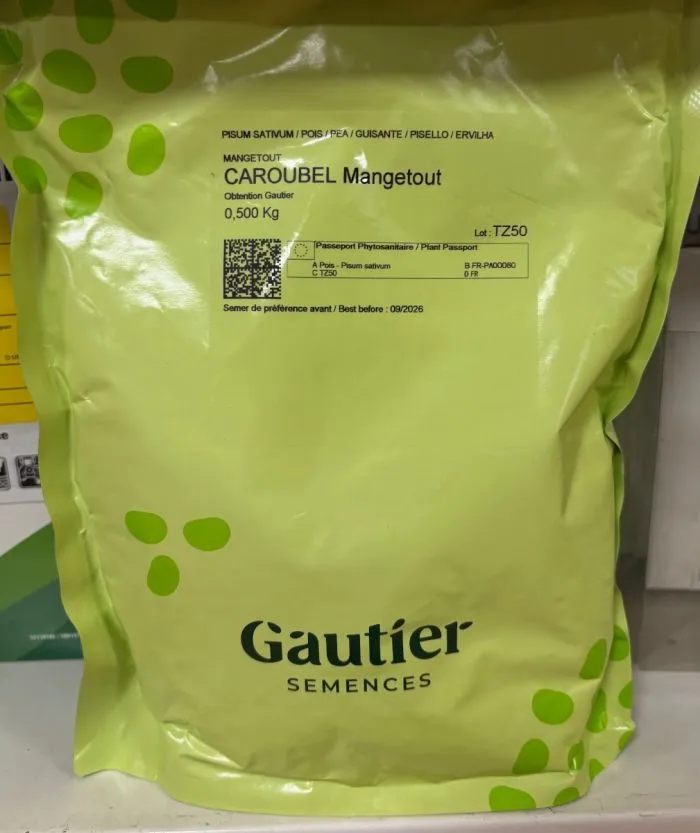 PISUM SATIVUM / POIS / PEA / GUISANTE / PISELLO / ERVILHA
MANGETOUT
CAROUBEL Mangetout
Obtention Gautier
0,500 Kg
Lot : TZ50
Passeport Phytosanitaire / Plant Passport
A Pois - Pisum sativum B FR-PA00080
C TZ50 D FR
Semer de préférence avant / Best before : 09/2026
Gautier
SEMENCES